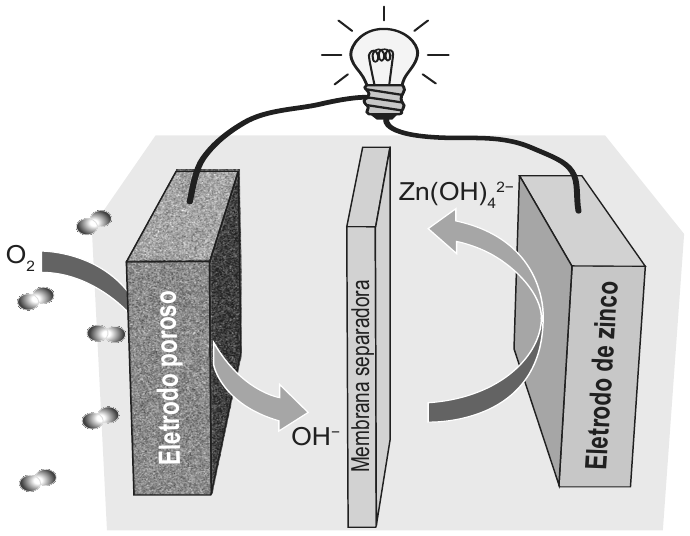 Zn(OH)₄²⁻
O₂
Eletrodo poroso
Membrana separadora
Eletrodo de zinco
OH⁻